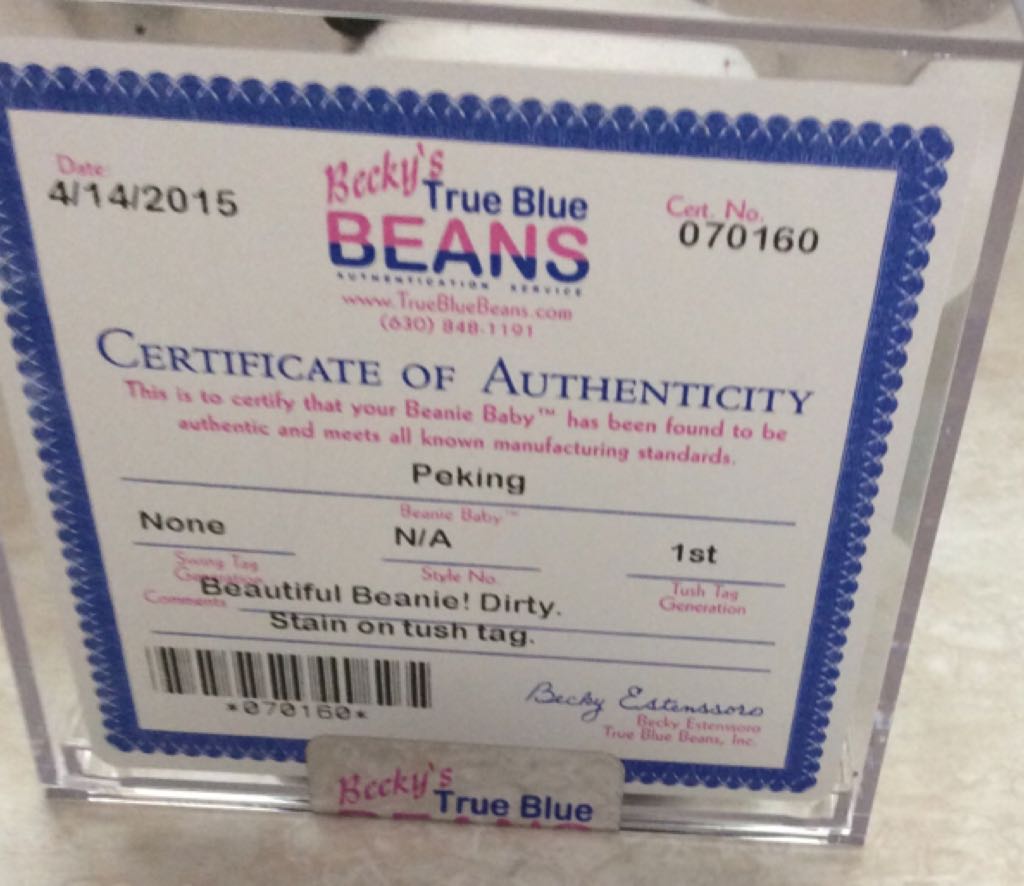 Date:
4/14/2015
Becky's
True Blue
BEANS
AUTHENTICATION SERVICE
www.TrueBlueBeans.com
(630) 848-1191
Cert. No.
070160
CERTIFICATE OF AUTHENTICITY
This is to certify that your Beanie Baby™ has been found to be
authentic and meets all known manufacturing standards.
Peking
Beanie Baby™
None
N/A
1st
Swing Tag
Generation
Style No.
Tush Tag
Generation
Comments
Beautiful Beanie! Dirty.
Stain on tush tag.
*070160*
Becky Estenssoro
Becky Estenssoro
True Blue Beans, Inc.
Becky's
True Blue
BEANS